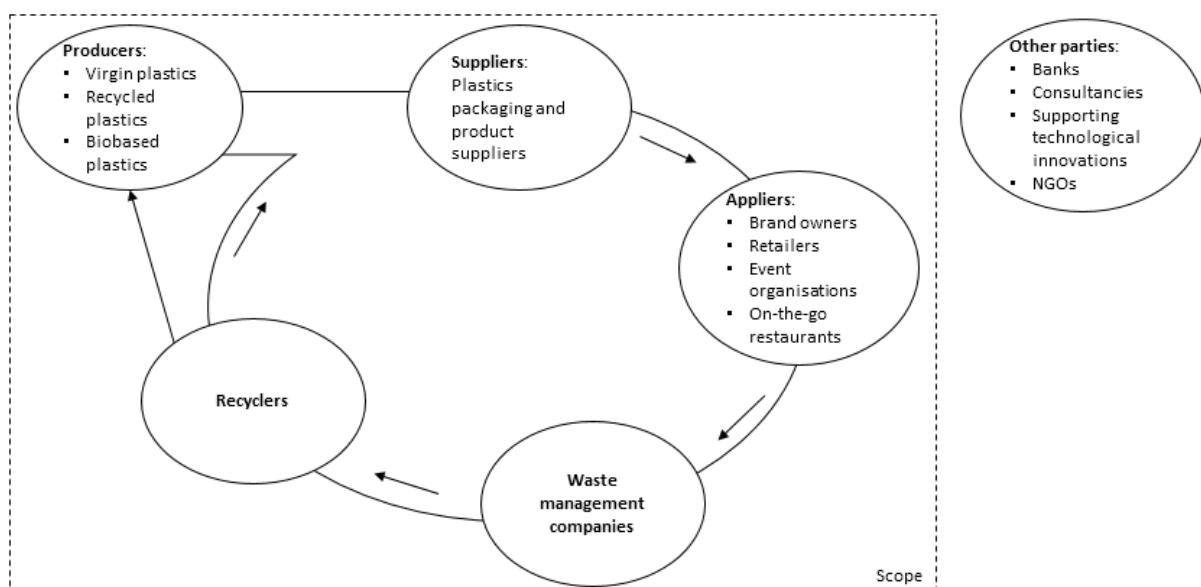 Producers:
▪ Virgin plastics
▪ Recycled
plastics
▪ Biobased
plastics
Suppliers:
Plastics
packaging and
product
suppliers
Other parties:
▪ Banks
▪ Consultancies
▪ Supporting
technological
innovations
▪ NGOs
Appliers:
▪ Brand owners
▪ Retailers
▪ Event
organisations
▪ On-the-go
restaurants
Recyclers
Waste
management
companies
Scope